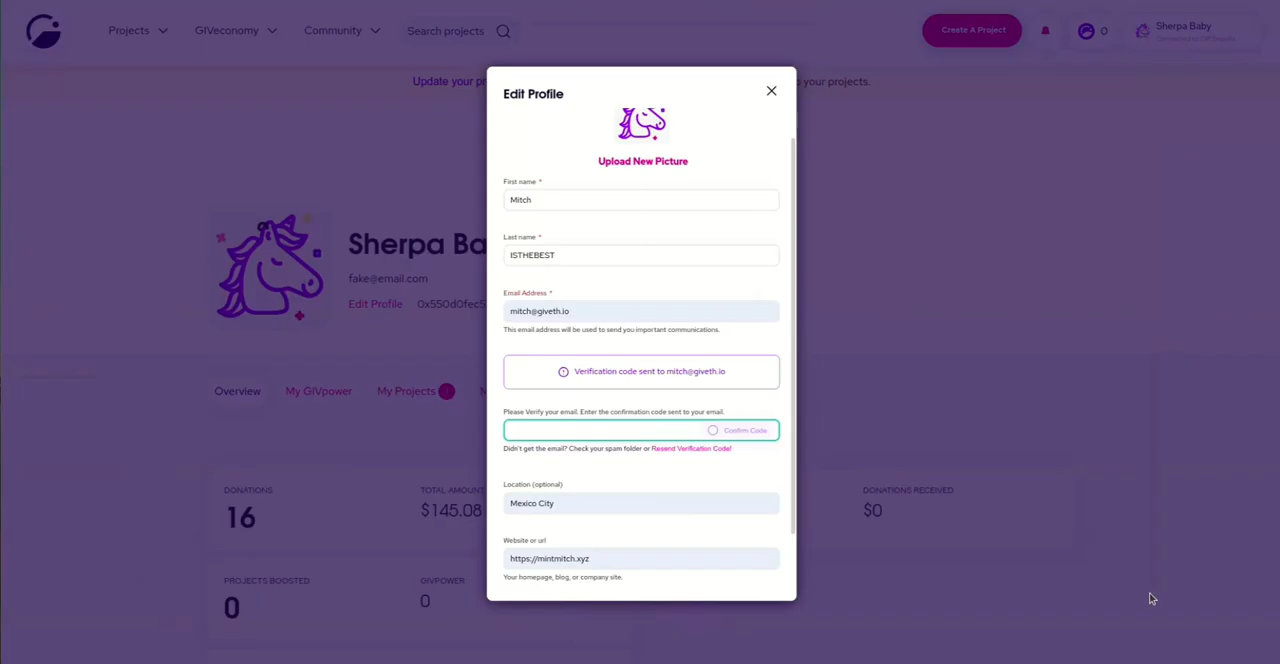 Projects
GIVeconomy
Community
Search projects
Create A Project
0
Sherpa Baby
Update your pr
s your projects.
Edit Profile
Upload New Picture
First name *
Mitch
Last name *
ISTHEBEST
Email Address *
mitch@giveth.io
This email address will be used to send you important communications.
Verification code sent to mitch@giveth.io
Please Verify your email. Enter the confirmation code sent to your email.
Confirm Code
Didn't get the email? Check your spam folder or Resend Verification Code!
Location (optional)
Mexico City
Website or url
https://mintmitch.xyz
Your homepage, blog, or company site.
Sherpa Ba
fake@email.com
Edit Profile
0x550d0fec5
Overview
My GIVpower
My Projects
DONATIONS
16
TOTAL AMOUNT
$145.08
DONATIONS RECEIVED
$0
PROJECTS BOOSTED
0
GIVPOWER
0